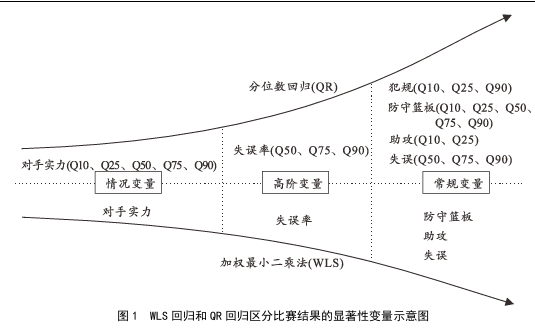 分位数回归(QR)
犯规(Q10、Q25、Q90)
防守篮板(Q10、Q25、Q50、
Q75、Q90)
助攻(Q10、Q25)
失误(Q50、Q75、Q90)
失误率(Q50、Q75、Q90)
对手实力(Q10、Q25、Q50、Q75、Q90)
情况变量
高阶变量
常规变量
对手实力
失误率
防守篮板
助攻
失误
加权最小二乘法(WLS)
图 1 WLS 回归和 QR 回归区分比赛结果的显著性变量示意图